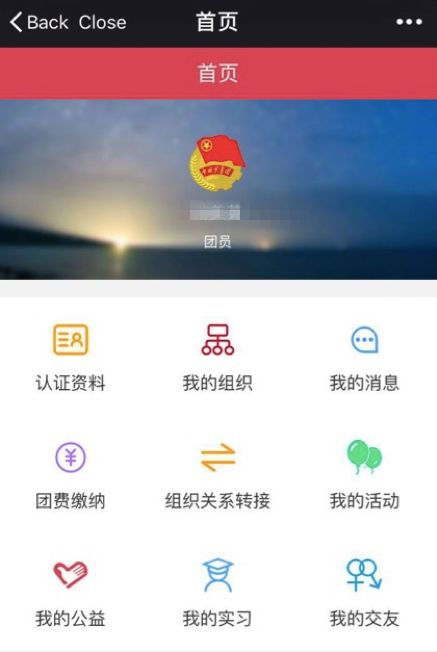 Back Close 首页
首页
团员
认证资料 我的组织 我的消息
团费缴纳 组织关系转接 我的活动
我的公益 我的实习 我的交友